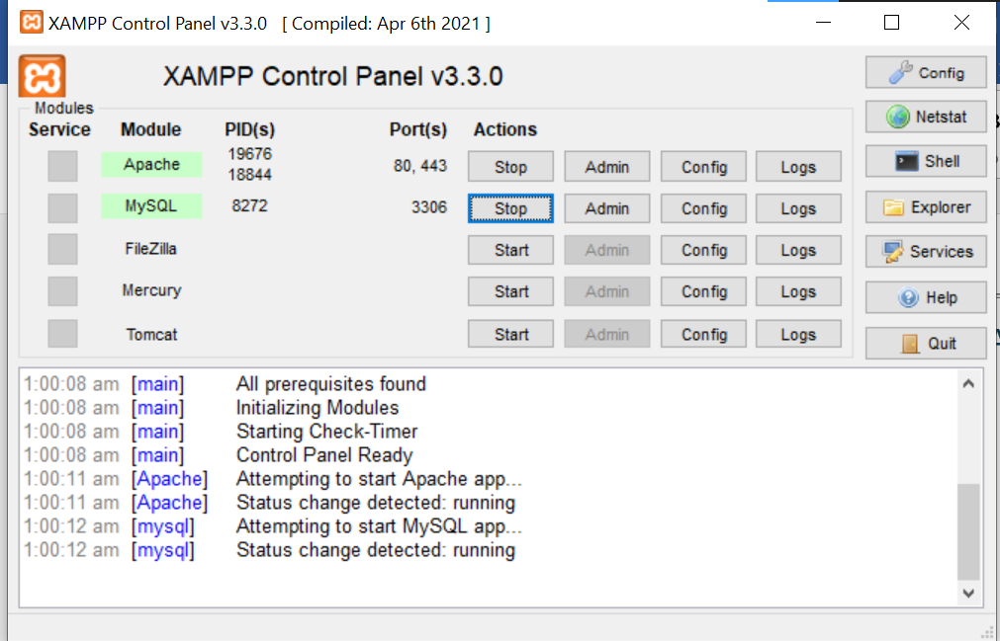 XAMPP Control Panel v3.3.0 [ Compiled: Apr 6th 2021 ]
XAMPP Control Panel v3.3.0
Config
Modules
Service Module PID(s) Port(s) Actions
Netstat
Apache 19676 18844 80, 443 Stop Admin Config Logs
Shell
MySQL 8272 3306 Stop Admin Config Logs
Explorer
FileZilla Start Admin Config Logs
Services
Mercury Start Admin Config Logs
Help
Tomcat Start Admin Config Logs
Quit
1:00:08 am [main] All prerequisites found
1:00:08 am [main] Initializing Modules
1:00:08 am [main] Starting Check-Timer
1:00:08 am [main] Control Panel Ready
1:00:11 am [Apache] Attempting to start Apache app...
1:00:11 am [Apache] Status change detected: running
1:00:12 am [mysql] Attempting to start MySQL app...
1:00:12 am [mysql] Status change detected: running